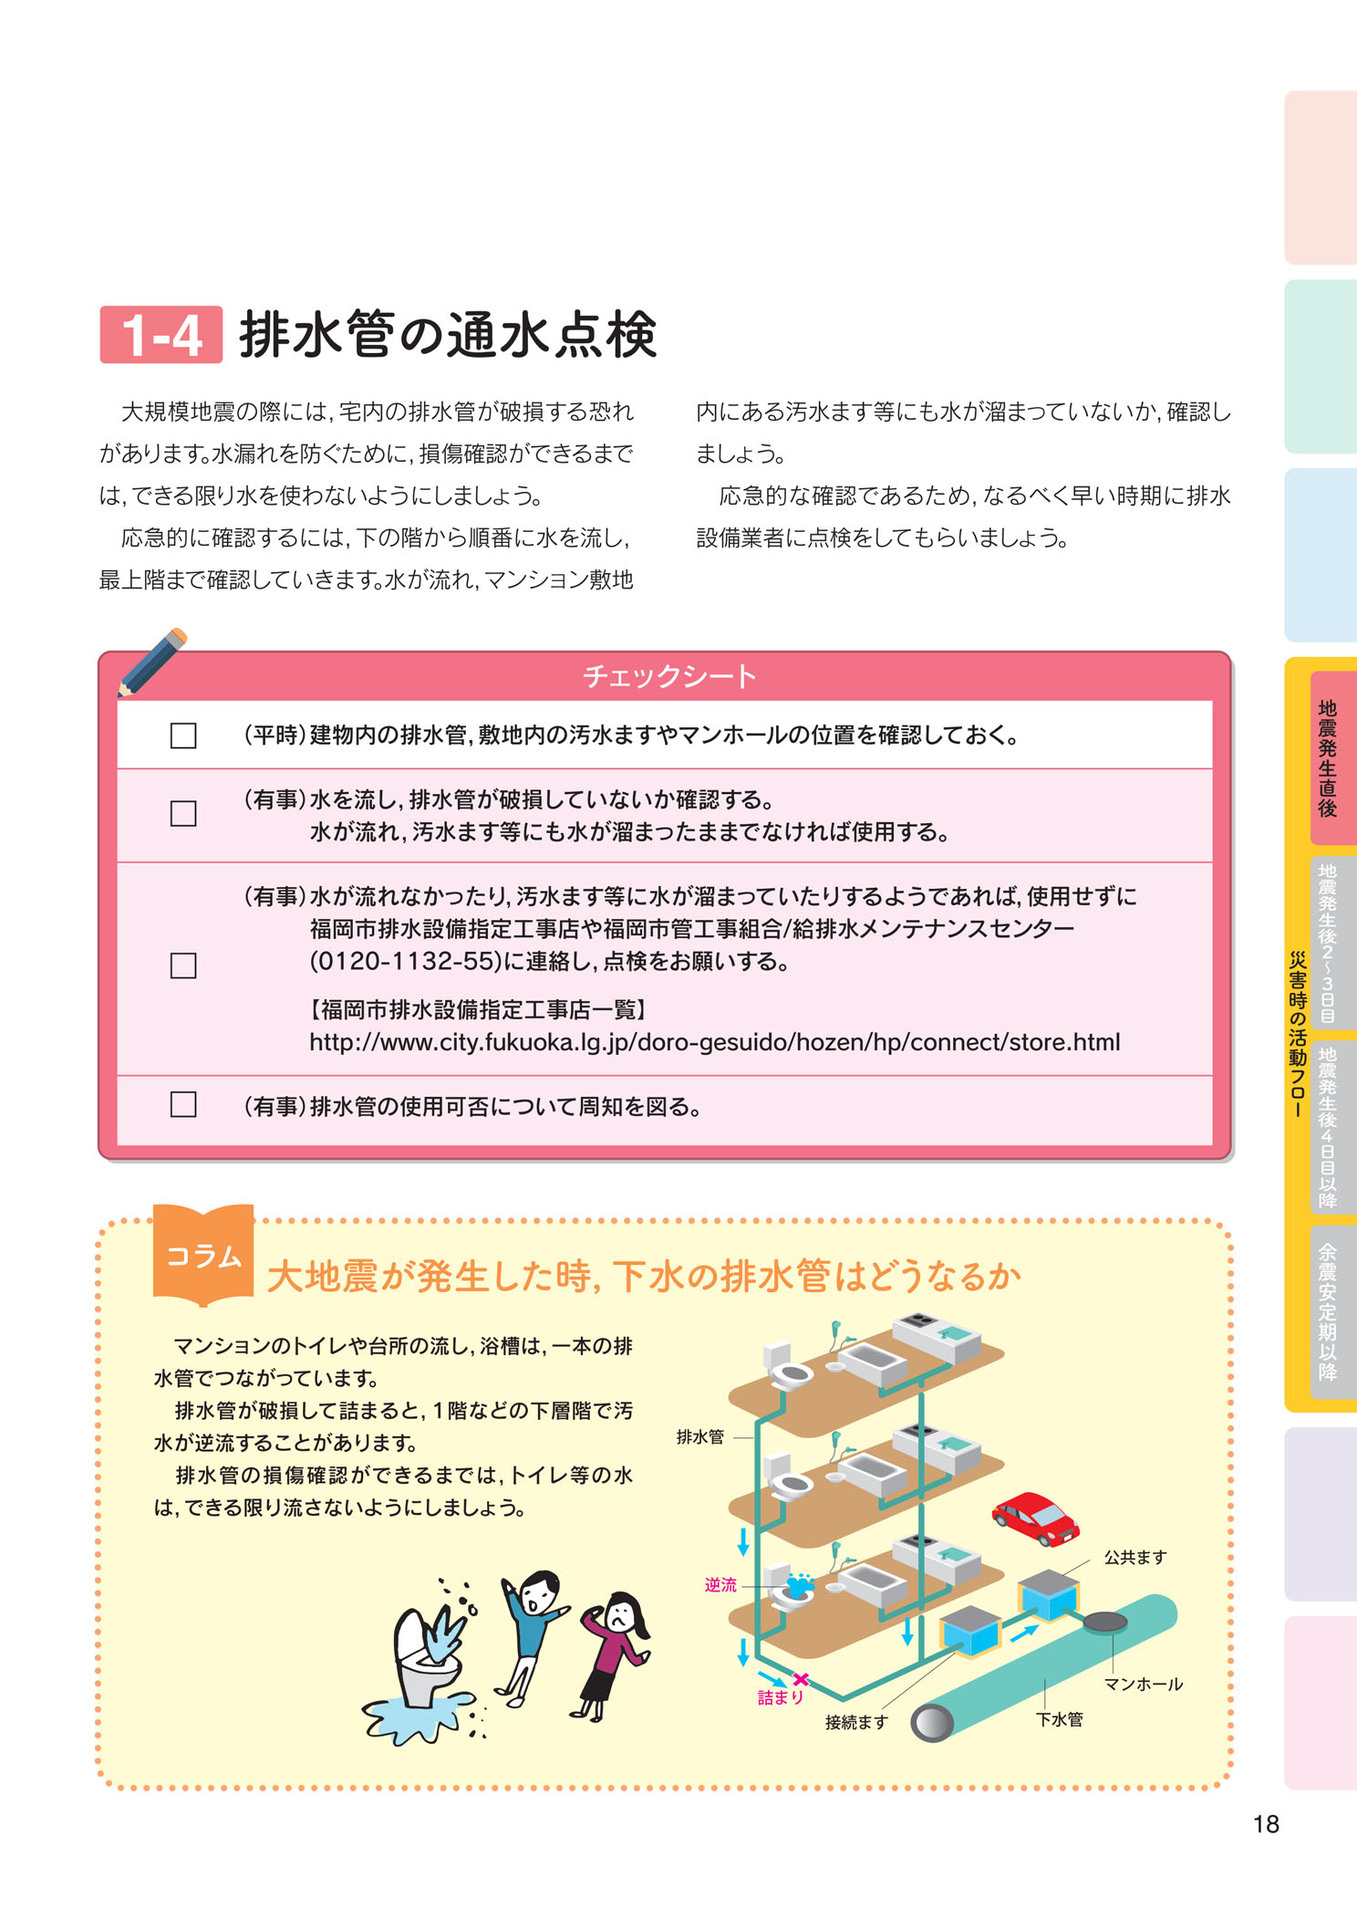 1-4 排水管の通水点検
大規模地震の際には,宅内の排水管が破損する恐れ
があります。水漏れを防ぐために,損傷確認ができるまで
は,できる限り水を使わないようにしましょう。
応急的に確認するには,下の階から順番に水を流し,
最上階まで確認していきます。水が流れ,マンション敷地
内にある汚水ます等にも水が溜まっていないか,確認し
ましょう。
応急的な確認であるため,なるべく早い時期に排水
設備業者に点検をしてもらいましょう。
チェックシート
□ (平時)建物内の排水管,敷地内の汚水ますやマンホールの位置を確認しておく。
□ (有事)水を流し,排水管が破損していないか確認する。
水が流れ,汚水ます等にも水が溜まったままでなければ使用する。
□ (有事)水が流れなかったり,汚水ます等に水が溜まっていたりするようであれば,使用せずに
福岡市排水設備指定工事店や福岡市管工事組合/給排水メンテナンスセンター
(0120-1132-55)に連絡し,点検をお願いする。
【福岡市排水設備指定工事店一覧】
http://www.city.fukuoka.lg.jp/doro-gesuido/hozen/hp/connect/store.html
□ (有事)排水管の使用可否について周知を図る。
コラム
大地震が発生した時,下水の排水管はどうなるか
マンションのトイレや台所の流し,浴槽は,一本の排
水管でつながっています。
排水管が破損して詰まると,1階などの下層階で汚
水が逆流することがあります。
排水管の損傷確認ができるまでは,トイレ等の水
は,できる限り流さないようにしましょう。
排水管
逆流
詰まり
接続ます
公共ます
マンホール
下水管
災害時の活動フロー
地震発生直後
地震発生後2〜3日目
地震発生後4日目以降
余震安定期以降
18